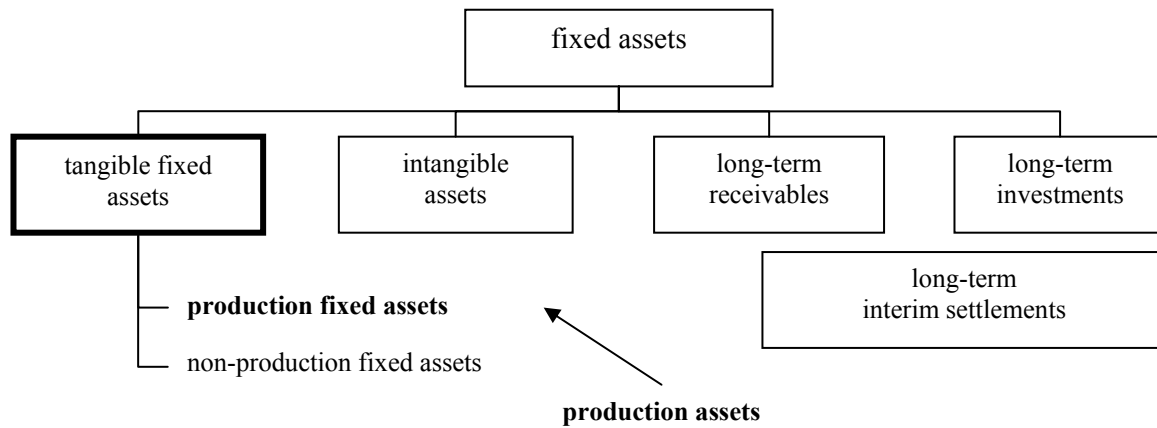 fixed assets
tangible fixed
assets
intangible
assets
long-term
receivables
long-term
investments
long-term
interim settlements
production fixed assets
non-production fixed assets
production assets